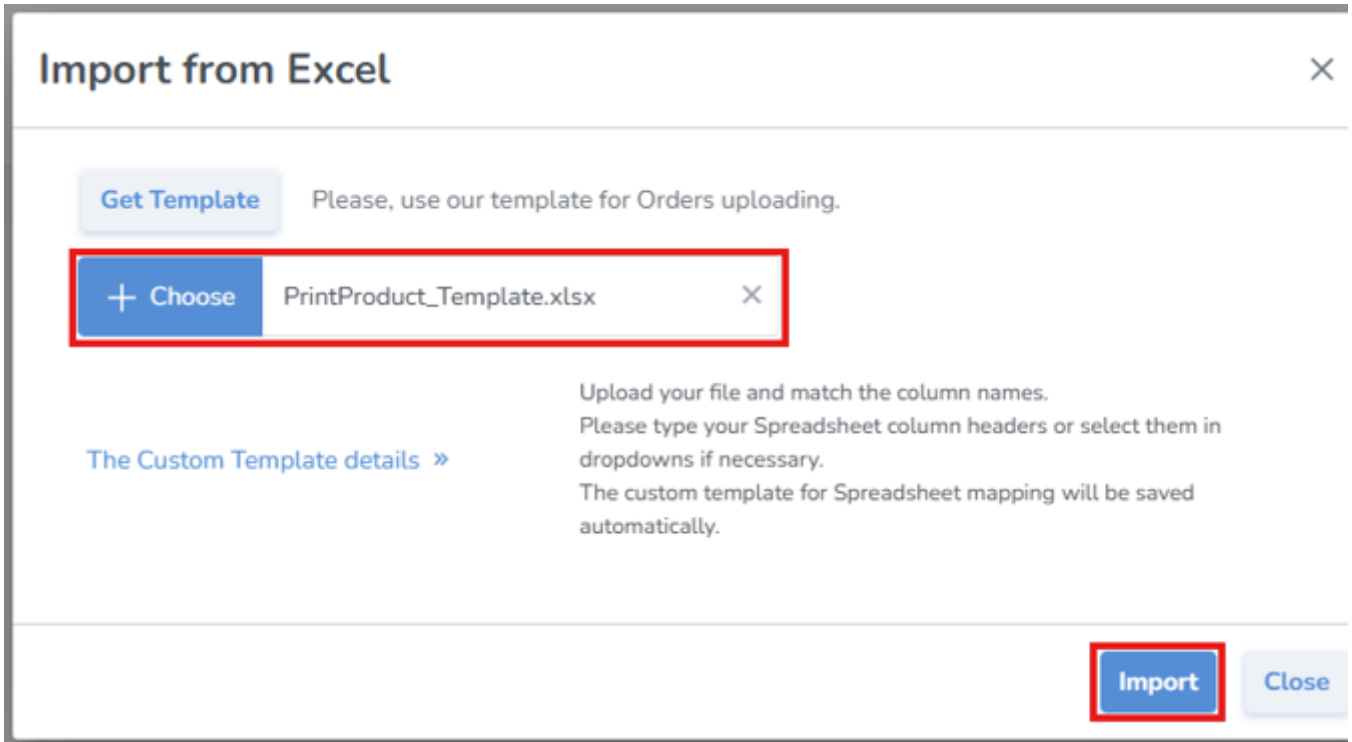 Import from Excel
Get Template Please, use our template for Orders uploading.
+ Choose PrintProduct_Template.xlsx ×
Upload your file and match the column names.
Please type your Spreadsheet column headers or select them in
dropdowns if necessary.
The Custom Template details »
The custom template for Spreadsheet mapping will be saved
automatically.
Import Close